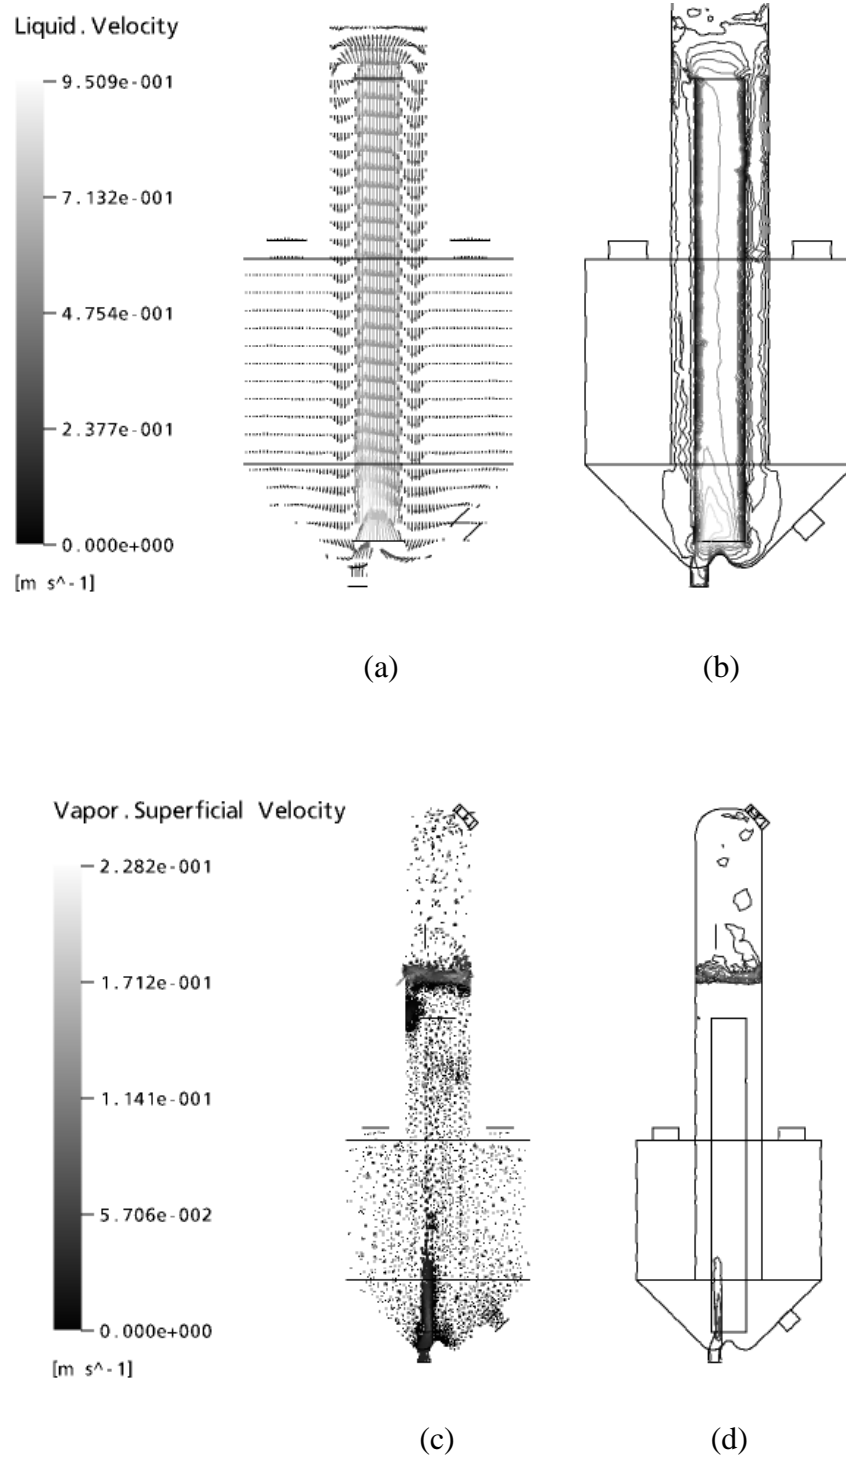 Liquid.Velocity
9.509e-001
7.132e-001
4.754e-001
2.377e-001
0.000e+000
[m s^-1]
(a)
(b)
Vapor.Superficial Velocity
2.282e-001
1.712e-001
1.141e-001
5.706e-002
0.000e+000
[m s^-1]
(c)
(d)